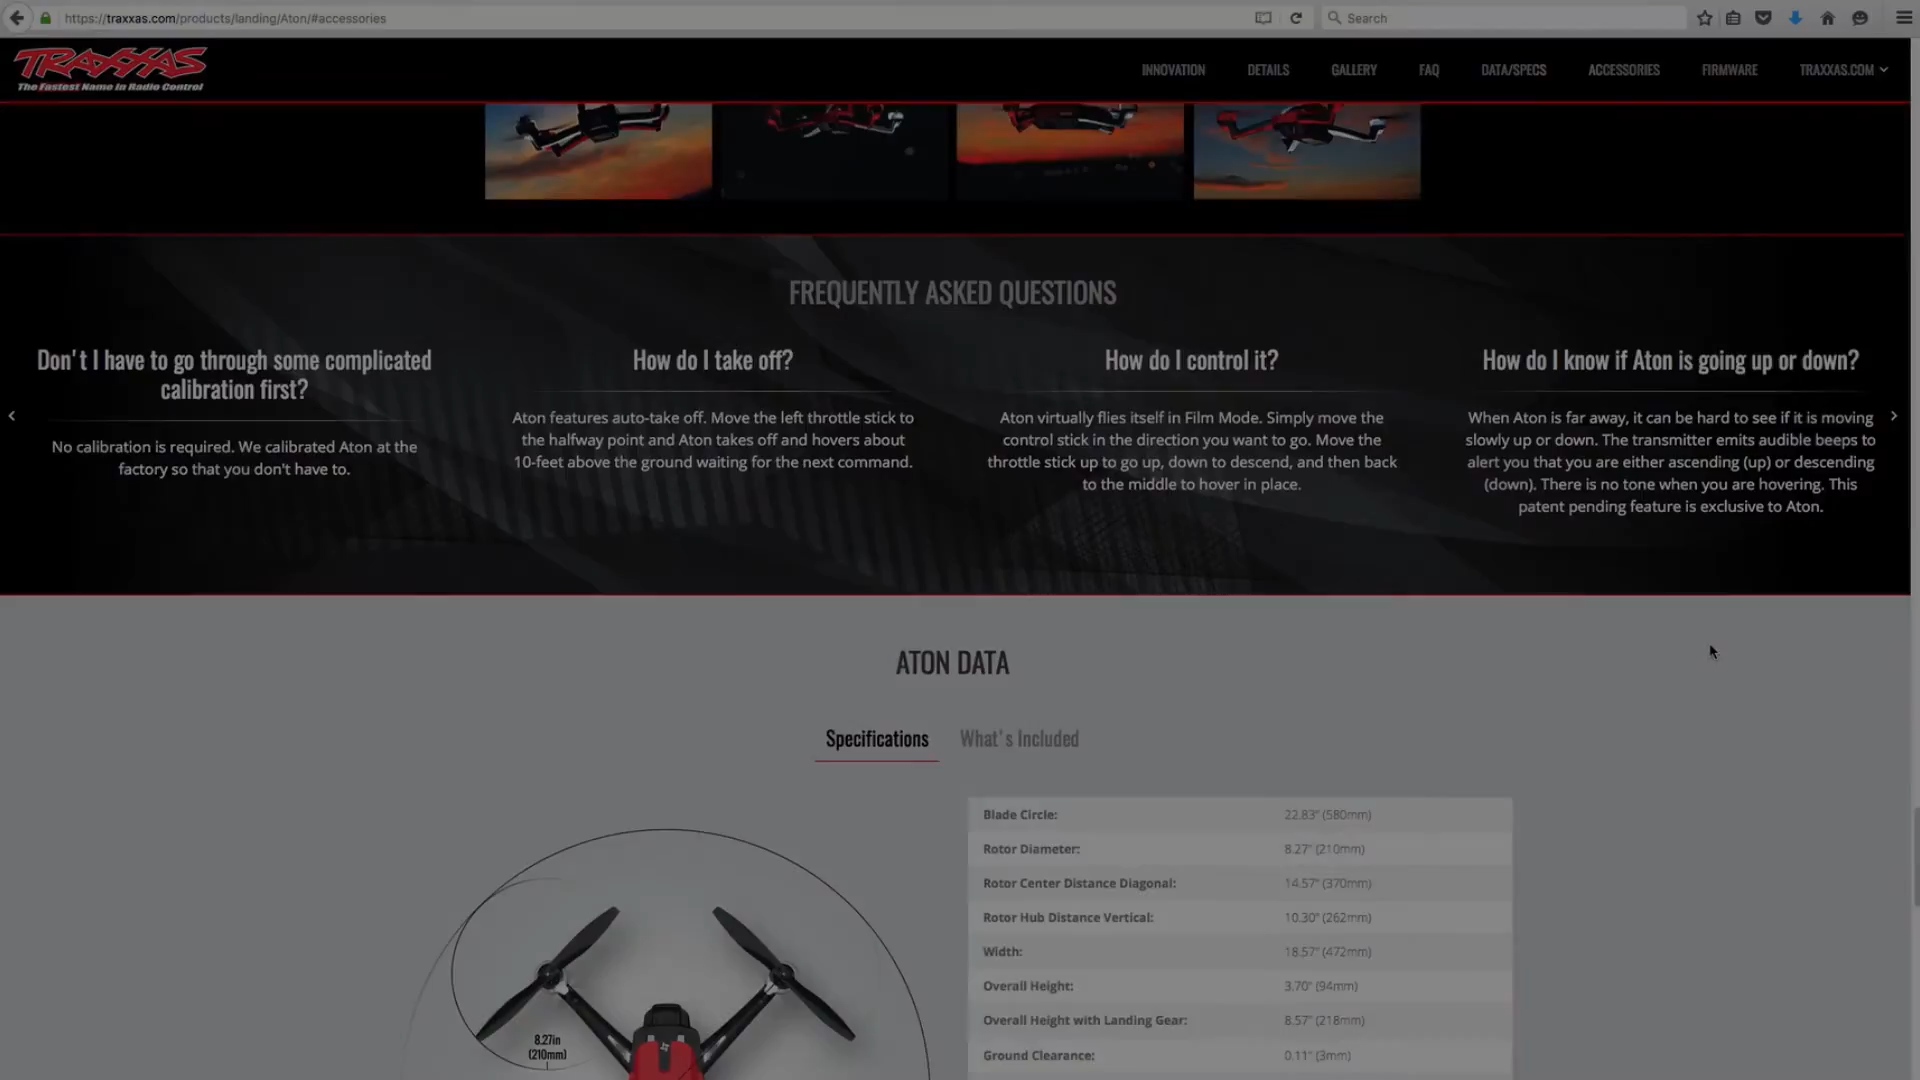 https://traxxas.com/products/landing/Aton/#accessories
Search
TRAXXAS
The Fastest Name In Radio Control
INNOVATION
DETAILS
GALLERY
FAQ
DATA/SPECS
ACCESSORIES
FIRMWARE
TRAXXAS.COM
FREQUENTLY ASKED QUESTIONS
Don't I have to go through some complicated
calibration first?
No calibration is required. We calibrated Aton at the
factory so that you don't have to.
How do I take off?
Aton features auto-take off. Move the left throttle stick to
the halfway point and Aton takes off and hovers about
10-feet above the ground waiting for the next command.
How do I control it?
Aton virtually flies itself in Film Mode. Simply move the
control stick in the direction you want to go. Move the
throttle stick up to go up, down to descend, and then back
to the middle to hover in place.
How do I know if Aton is going up or down?
When Aton is far away, it can be hard to see if it is moving
slowly up or down. The transmitter emits audible beeps to
alert you that you are either ascending (up) or descending
(down). There is no tone when you are hovering. This
patent pending feature is exclusive to Aton.
ATON DATA
Specifications
What's Included
Blade Circle: 22.83" (580mm)
Rotor Diameter: 8.27" (210mm)
Rotor Center Distance Diagonal: 14.57" (370mm)
Rotor Hub Distance Vertical: 10.30" (262mm)
Width: 18.57" (472mm)
Overall Height: 3.70" (94mm)
Overall Height with Landing Gear: 8.57" (218mm)
Ground Clearance: 0.11" (3mm)
8.27in
(210mm)